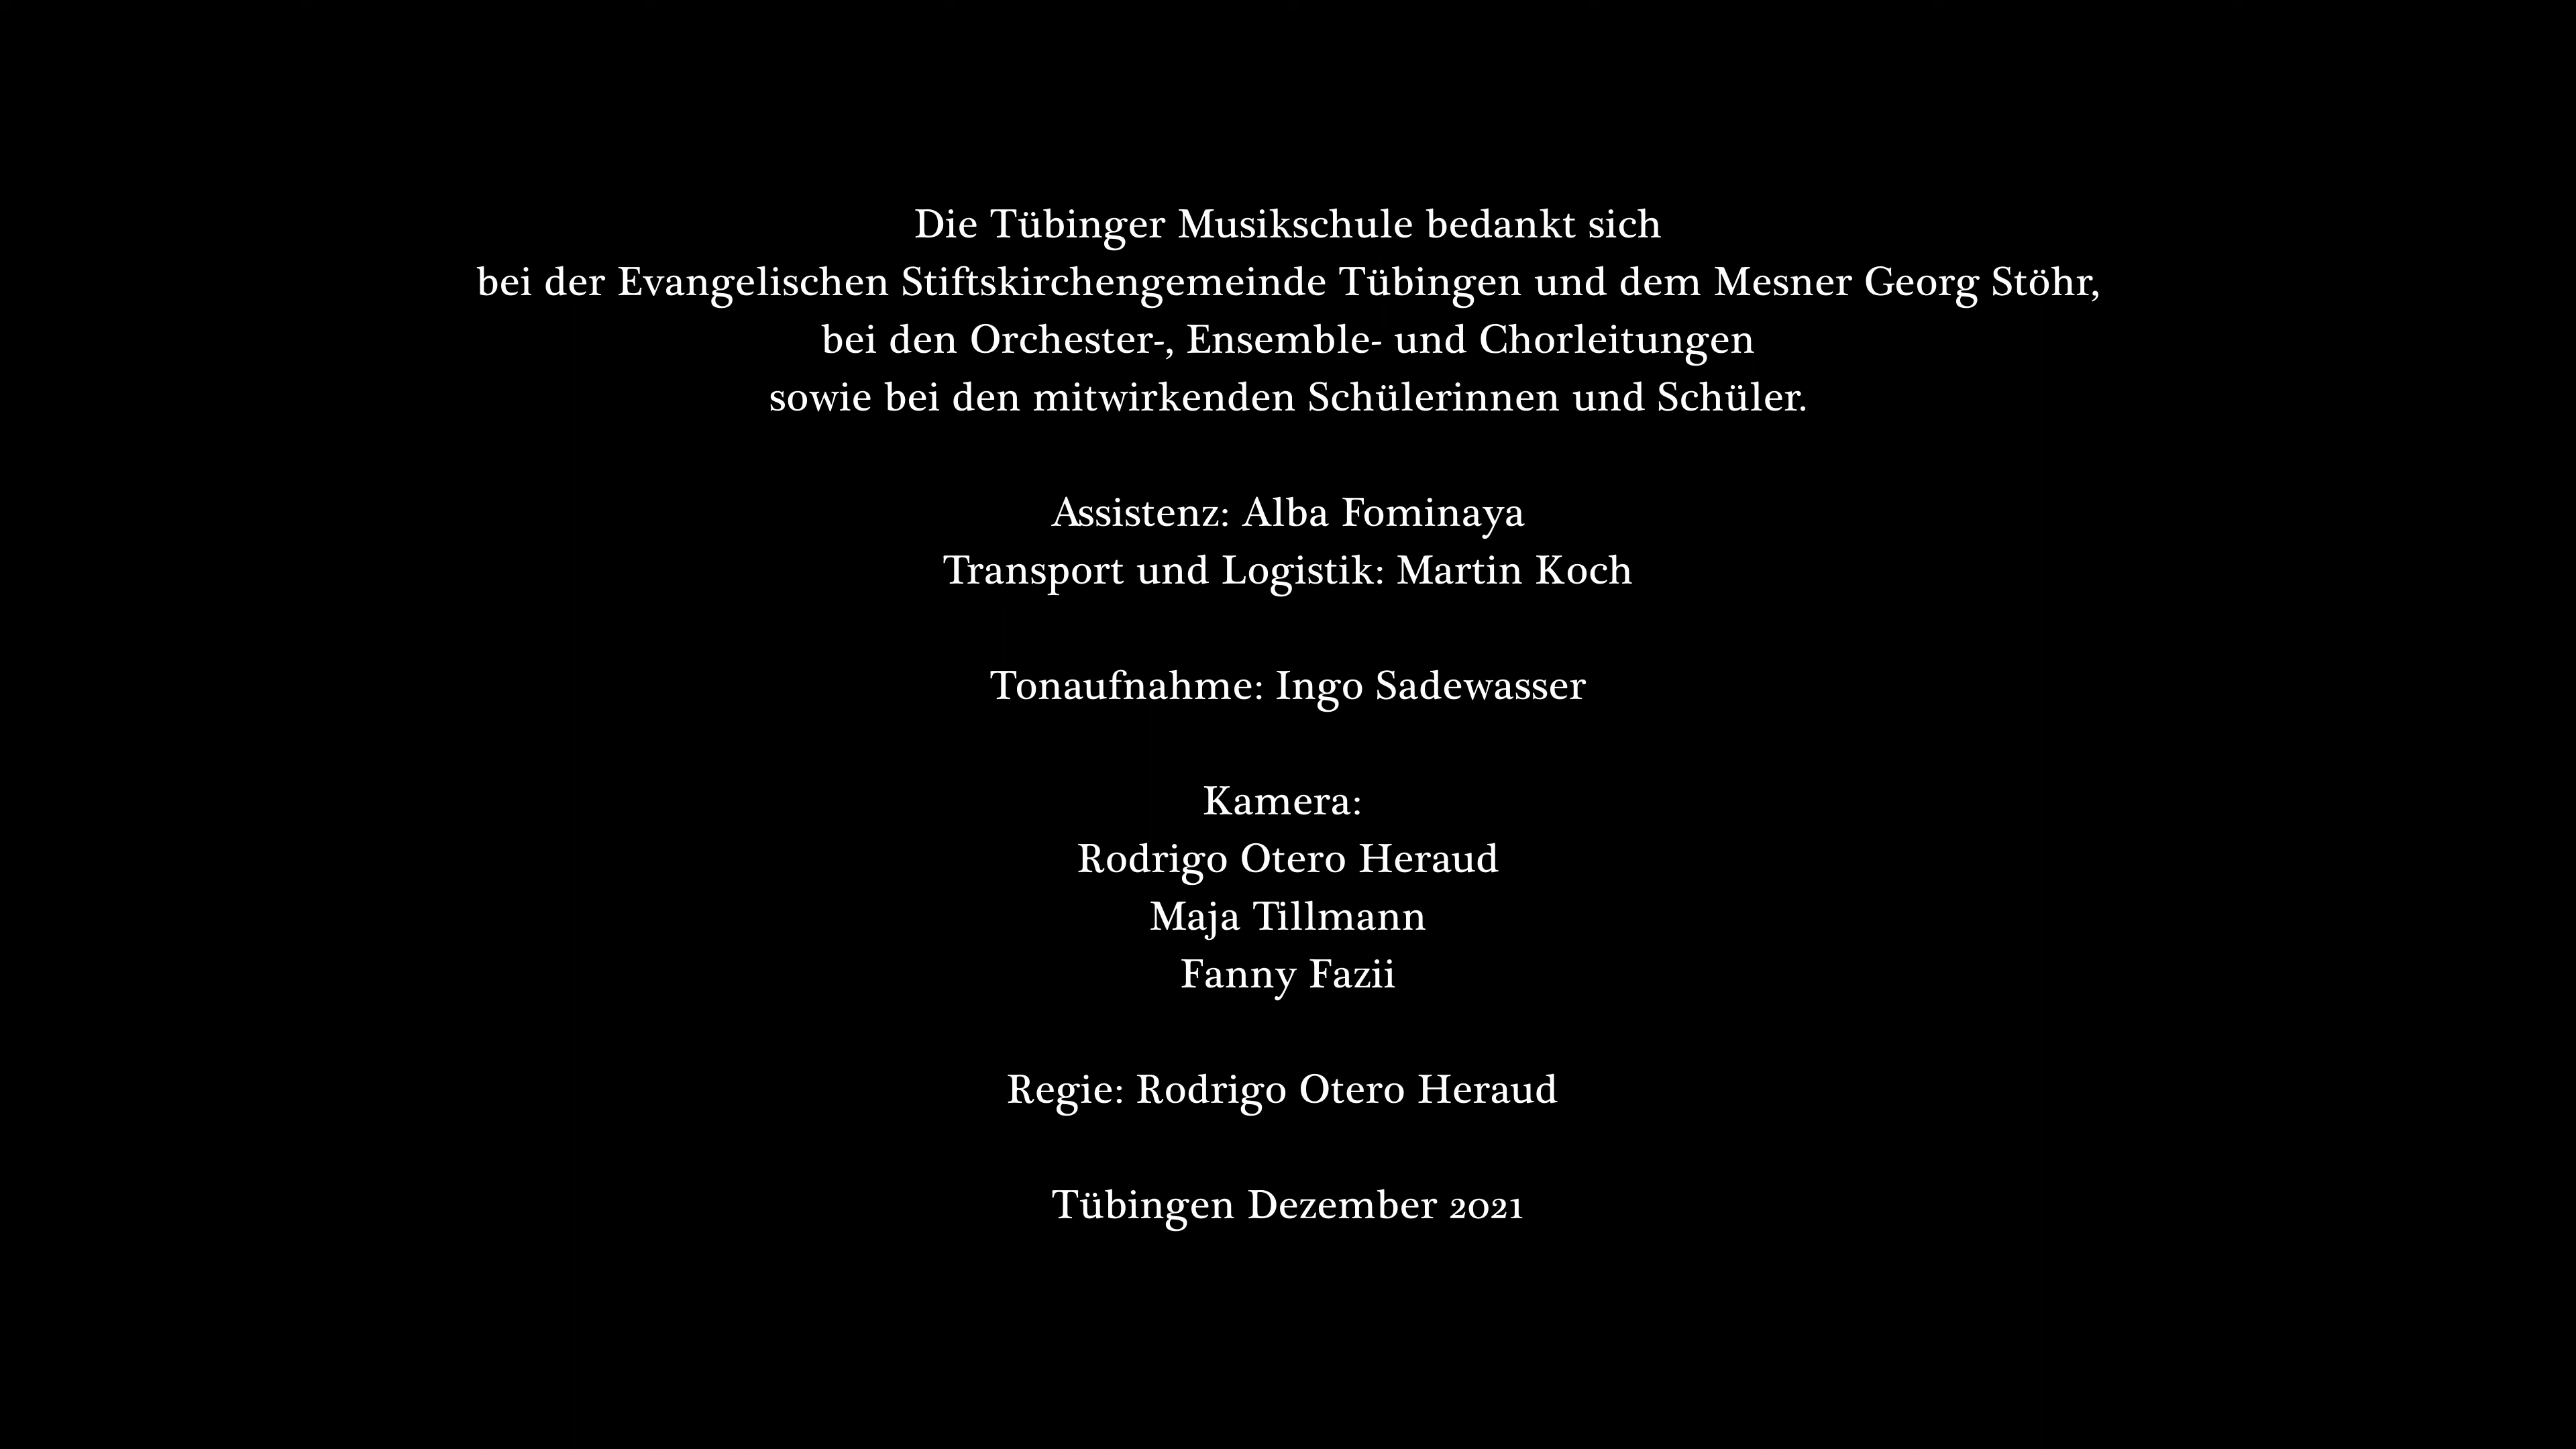 Die Tübinger Musikschule bedankt sich
bei der Evangelischen Stiftskirchengemeinde Tübingen und dem Mesner Georg Stöhr,
bei den Orchester-, Ensemble- und Chorleitungen
sowie bei den mitwirkenden Schülerinnen und Schüler.
Assistenz: Alba Fominaya
Transport und Logistik: Martin Koch
Tonaufnahme: Ingo Sadewasser
Kamera:
Rodrigo Otero Heraud
Maja Tillmann
Fanny Fazii
Regie: Rodrigo Otero Heraud
Tübingen Dezember 2021